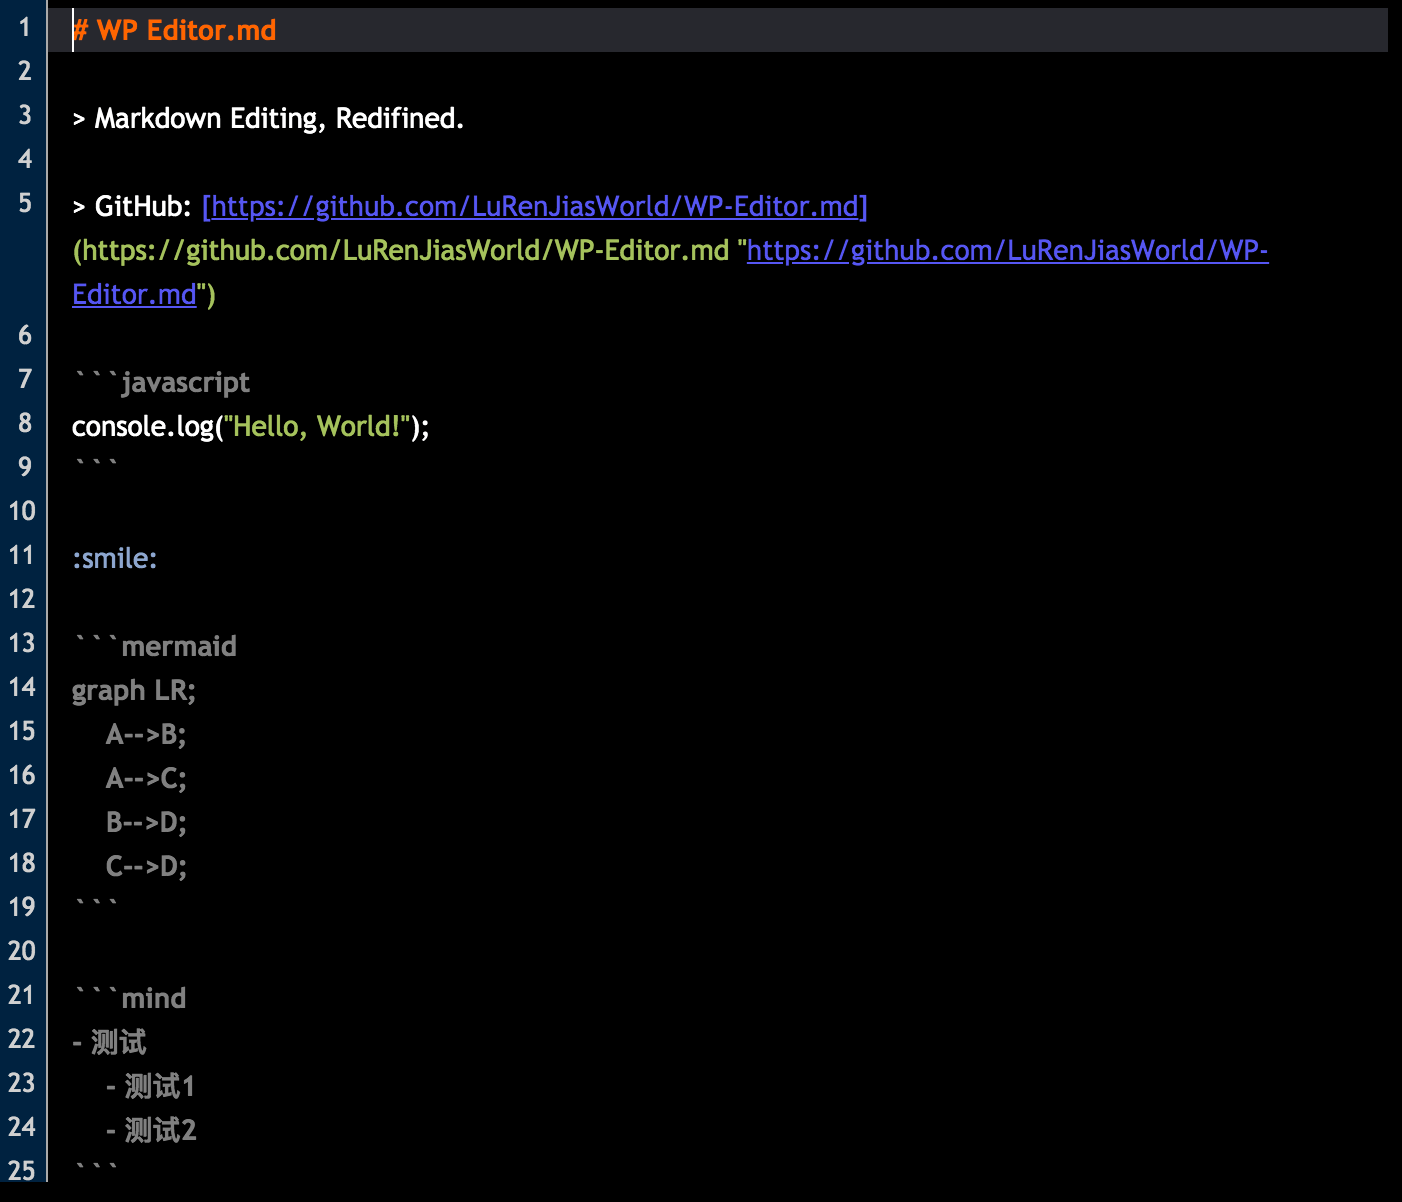 1 # WP Editor.md
2
3 > Markdown Editing, Redifined.
4
5 > GitHub: [https://github.com/LuRenJiasWorld/WP-Editor.md]
(https://github.com/LuRenJiasWorld/WP-Editor.md "https://github.com/LuRenJiasWorld/WP-
Editor.md")
6
7 ```javascript
8 console.log("Hello, World!");
9 ```
10
11 :smile:
12
13 ```mermaid
14 graph LR;
15     A-->B;
16     A-->C;
17     B-->D;
18     C-->D;
19 ```
20
21 ```mind
22 - 测试
23     - 测试1
24     - 测试2
25 ```